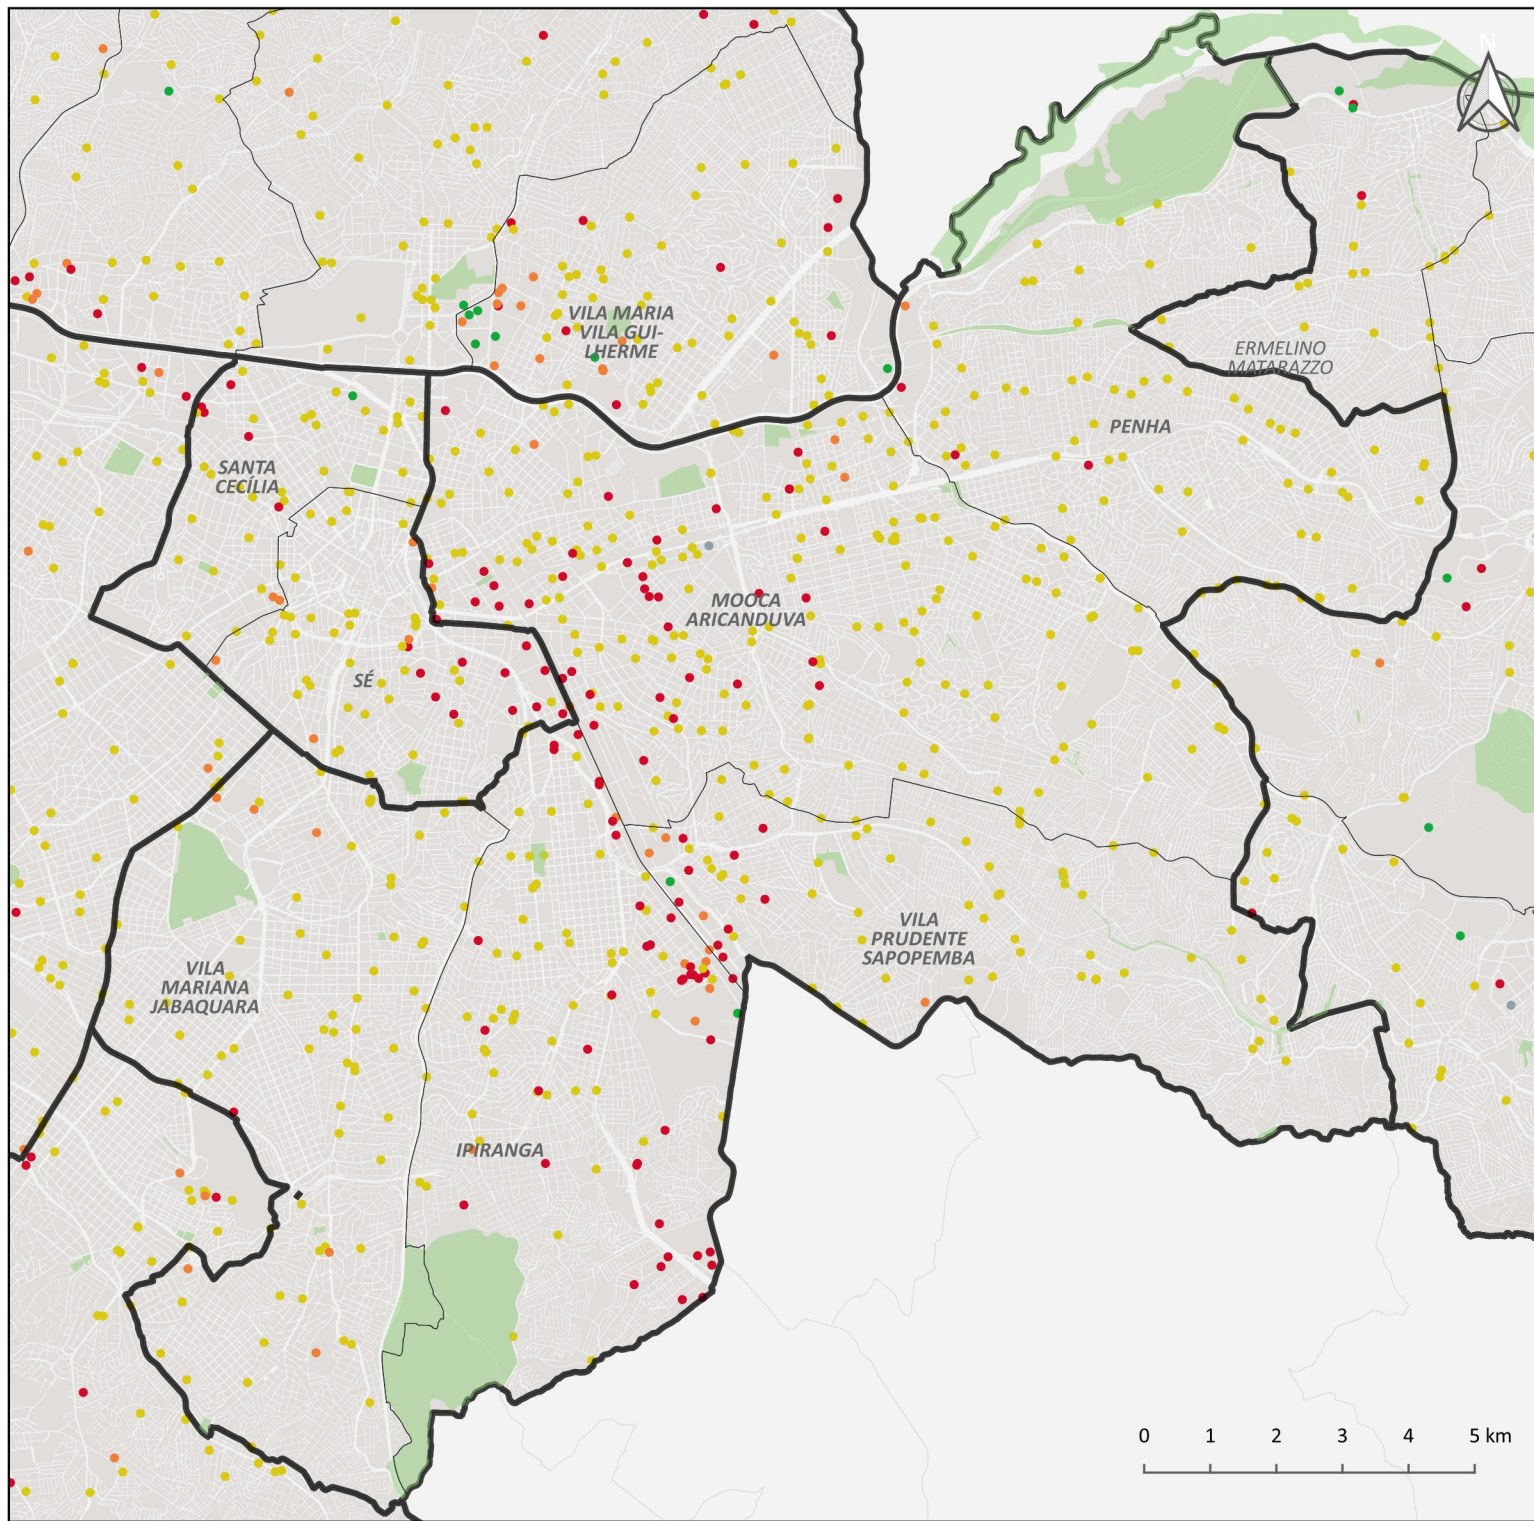 N
VILA MARIA
VILA GUI-
LHERME
ERMELINO
MATARAZZO
PENHA
SANTA
CECÍLIA
MOOCA
ARICANDUVA
SÉ
VILA
PRUDENTE
SAPOPEMBA
VILA
MARIANA
JABAQUARA
IPIRANGA
0 1 2 3 4 5 km